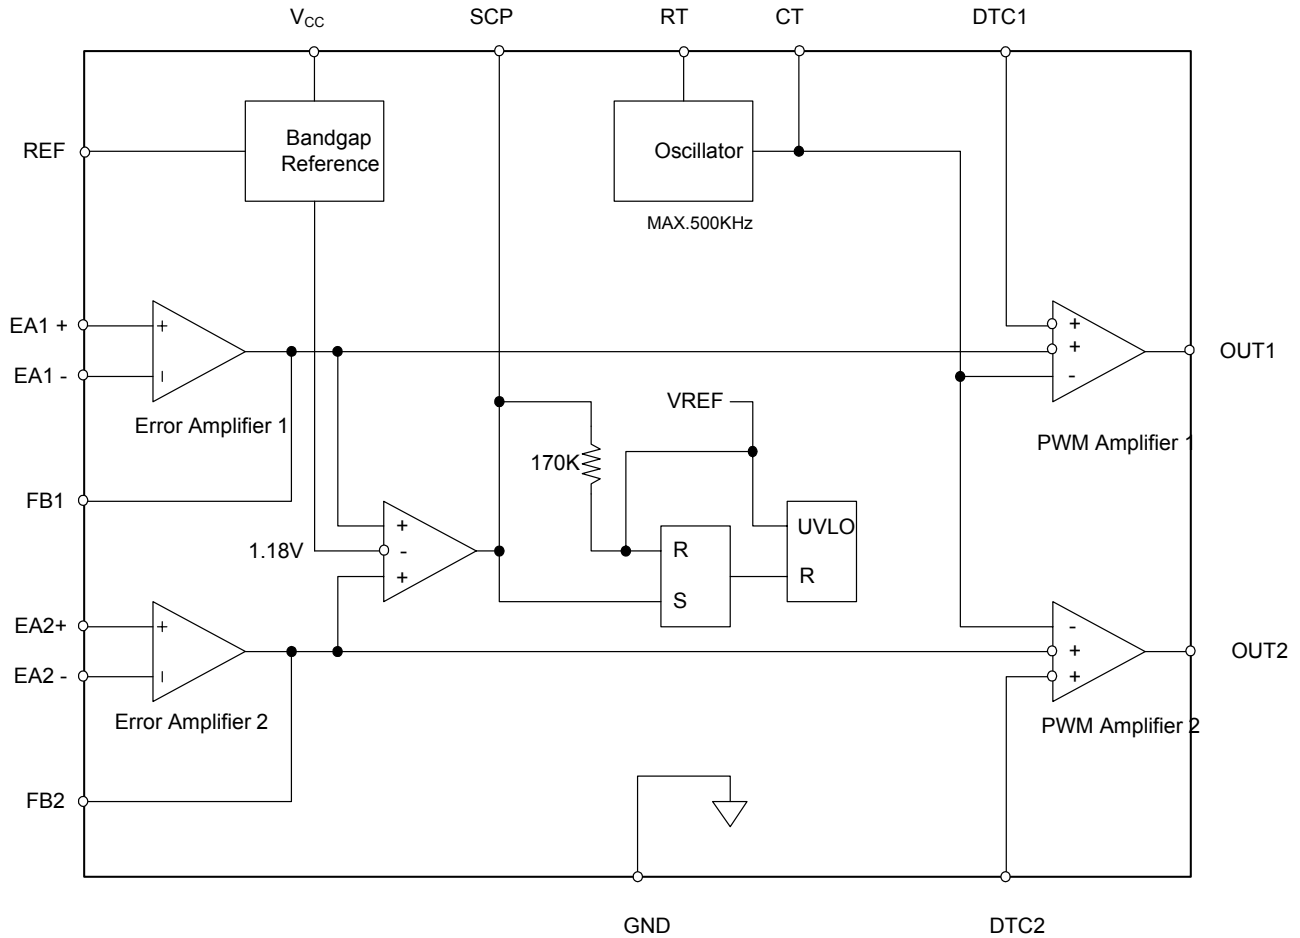 VCC
SCP
RT
CT
DTC1
Bandgap
Reference
REF
Oscillator
MAX.500KHz
EA1 +
+
EA1 -
-
Error Amplifier 1
+
+
-
OUT1
PWM Amplifier 1
VREF
170K
FB1
1.18V
+
-
+
R
S
UVLO
R
EA2+
+
EA2 -
-
Error Amplifier 2
-
+
+
OUT2
PWM Amplifier 2
FB2
GND
DTC2